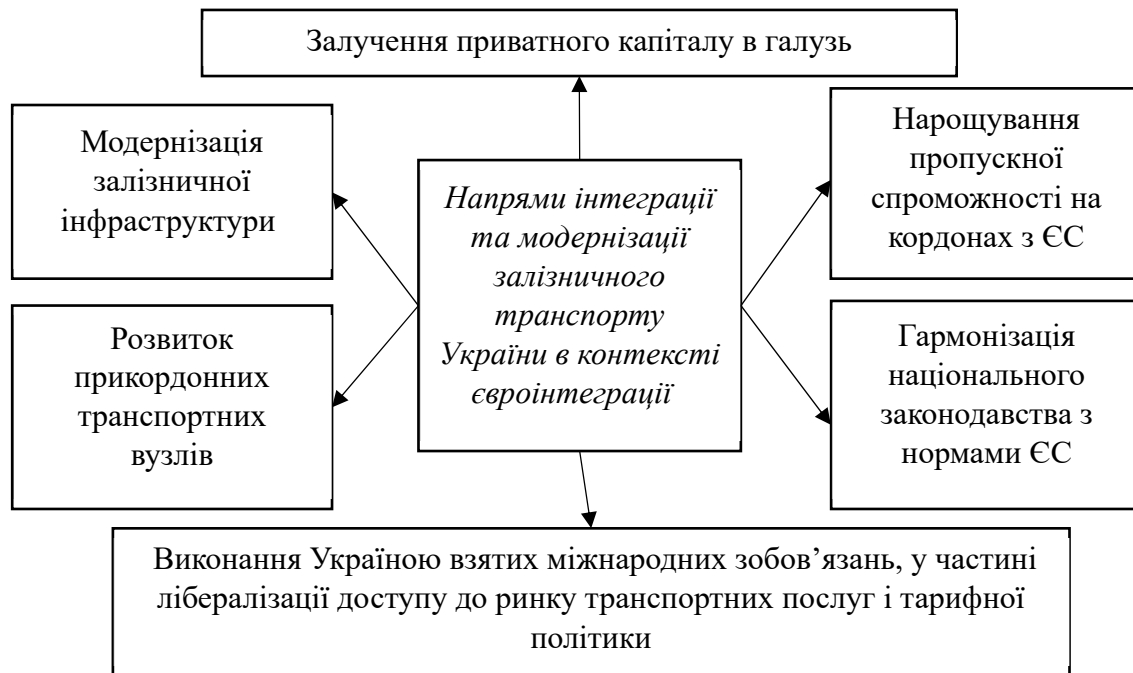 Залучення приватного капіталу в галузь
Модернізація
залізничної
інфраструктури
Нарощування
пропускної
спроможності на
кордонах з ЄС
Напрями інтеграції
та модернізації
залізничного
транспорту
України в контексті
євроінтеграції
Розвиток
прикордонних
транспортних
вузлів
Гармонізація
національного
законодавства з
нормами ЄС
Виконання Україною взятих міжнародних зобов’язань, у частині
лібералізації доступу до ринку транспортних послуг і тарифної
політики